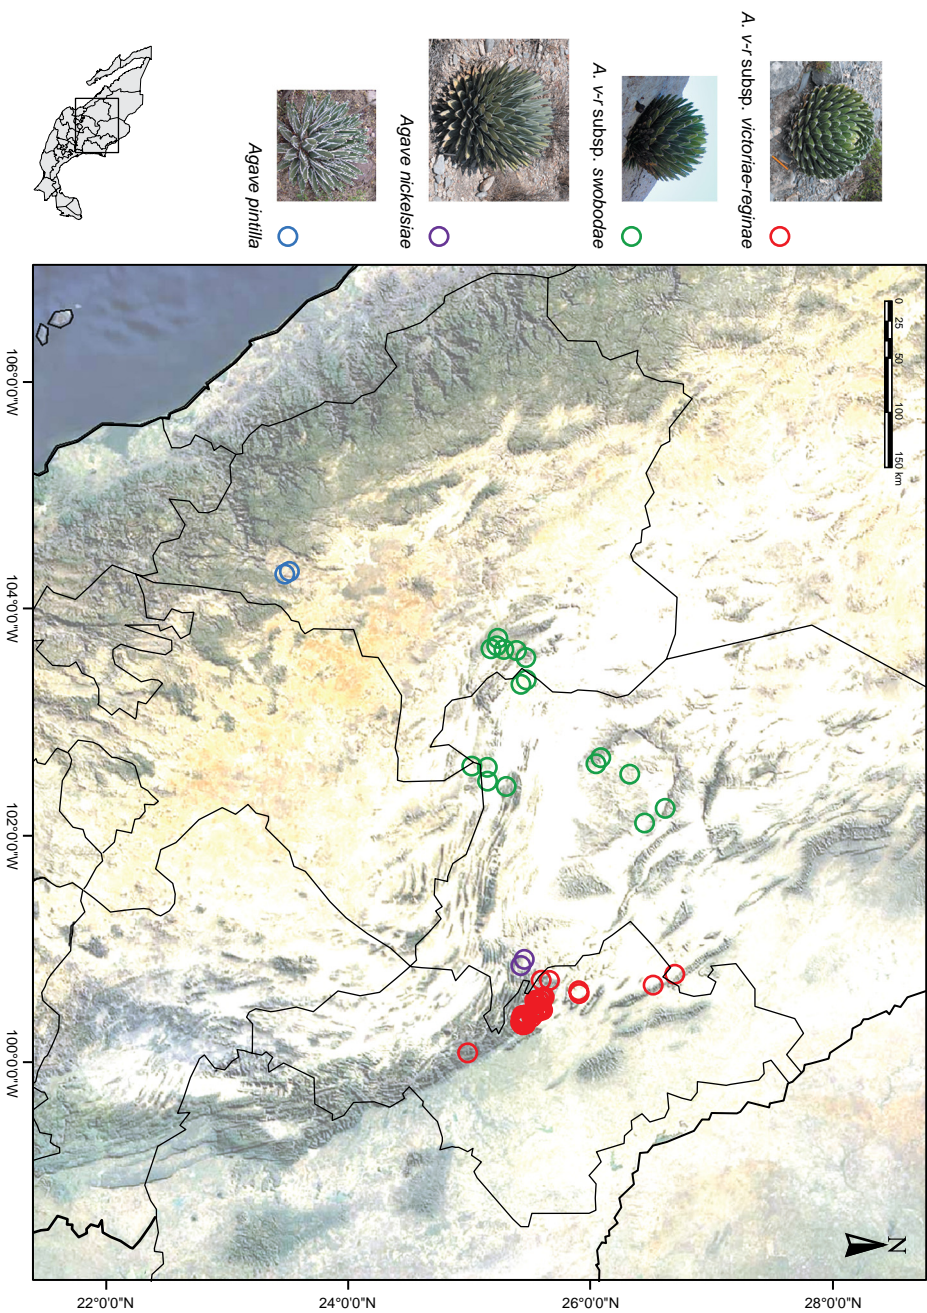 A. v-r subsp. victoriae-reginae
A. v-r subsp. swobodae
Agave nickelsiae
Agave pintilla
0 25 50 100 150 km
N
106°0'0"W
104°0'0"W
102°0'0"W
100°0'0"W
28°0'0"N
26°0'0"N
24°0'0"N
22°0'0"N